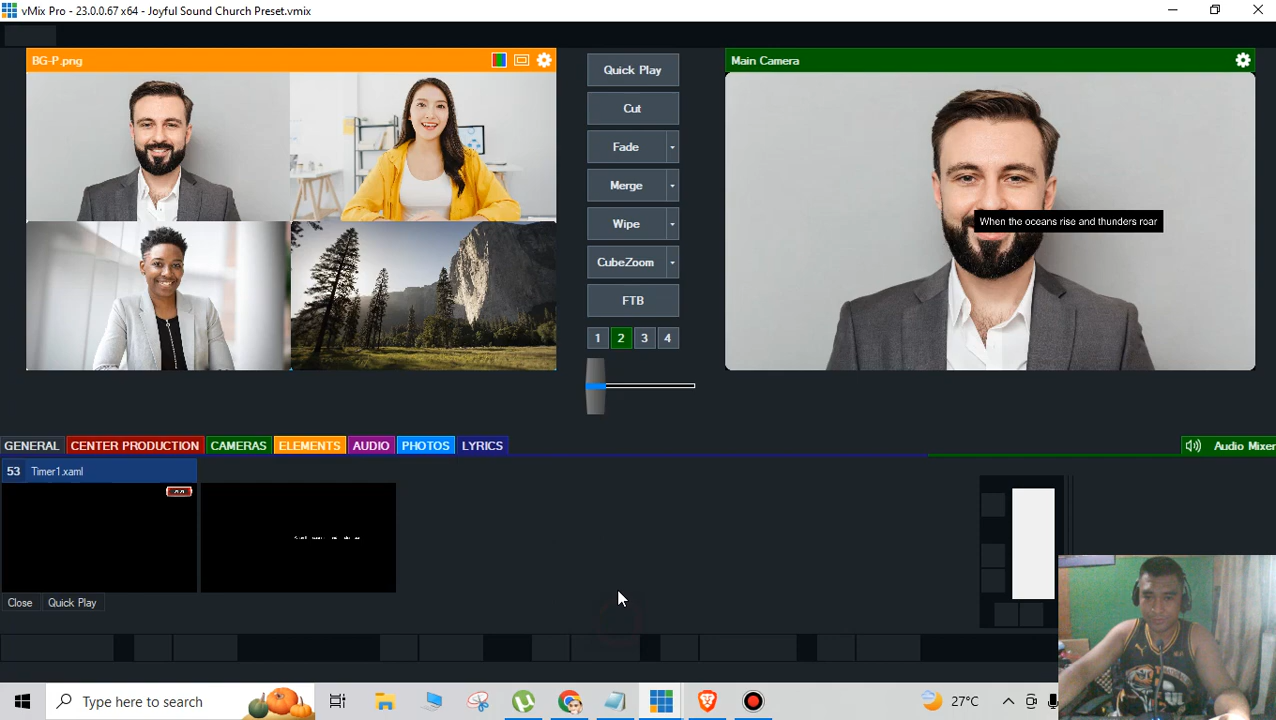 vMix Pro - 23.0.0.67 x64 - Joyful Sound Church Preset.vmix
BG-P.png
Quick Play
Cut
Fade
Merge
Wipe
CubeZoom
FTB
1 2 3 4
Main Camera
When the oceans rise and thunders roar
GENERAL CENTER PRODUCTION CAMERAS ELEMENTS AUDIO PHOTOS LYRICS
Audio Mixer
53 Timer1.xaml
Close Quick Play
Type here to search
27°C